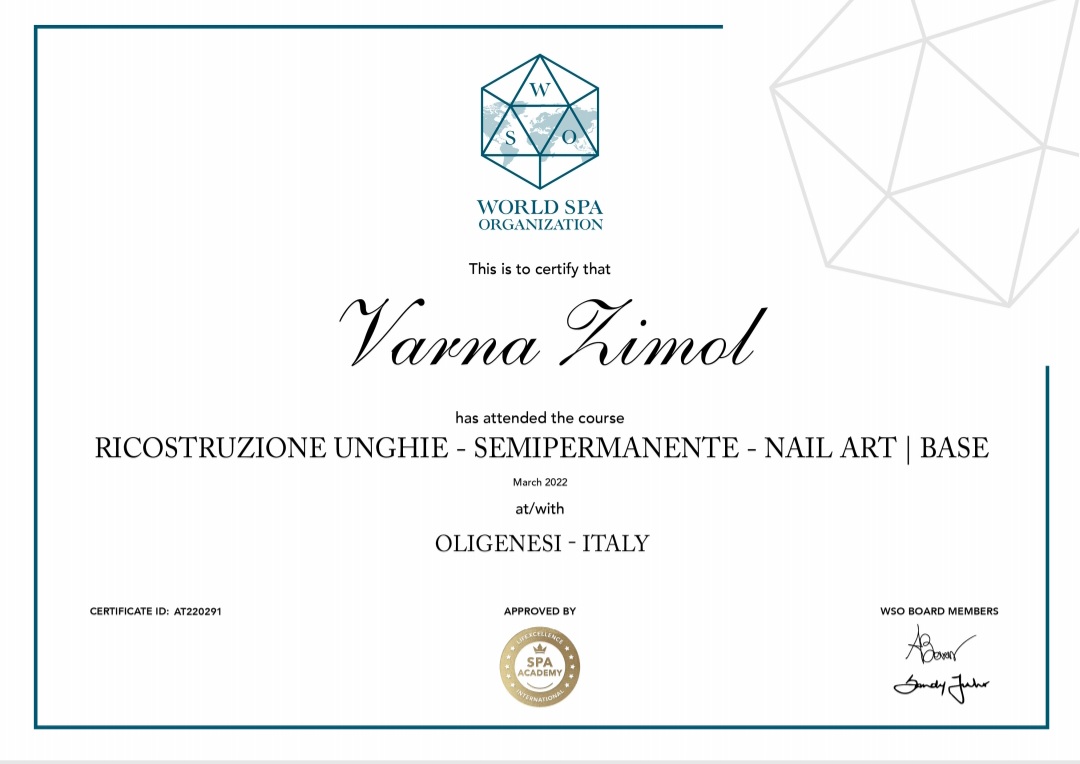 W
S O
WORLD SPA
ORGANIZATION
This is to certify that
Varna Zimol
has attended the course
RICOSTRUZIONE UNGHIE - SEMIPERMANENTE - NAIL ART | BASE
March 2022
at/with
OLIGENESI - ITALY
CERTIFICATE ID: AT220291
APPROVED BY
WSO BOARD MEMBERS
LIFEXCELLENCE
SPA
ACADEMY
INTERNATIONAL